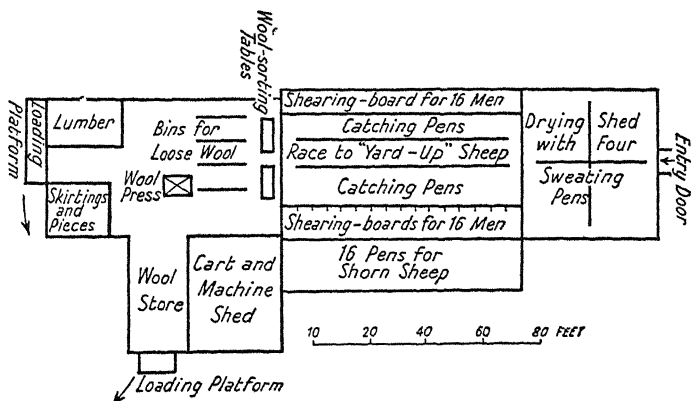 Wool-sorting
Tables
Loading
Platform
Lumber
Bins for
Loose Wool
Wool
Press
Skirtings
and
Pieces
Shearing-board for 16 Men
Catching Pens
Race to "Yard-Up" Sheep
Catching Pens
Shearing-boards for 16 Men
16 Pens for
Shorn Sheep
Drying Shed
with Four
Sweating
Pens
Entry Door
Wool
Store
Cart and
Machine
Shed
Loading Platform
10 20 40 60 80 FEET